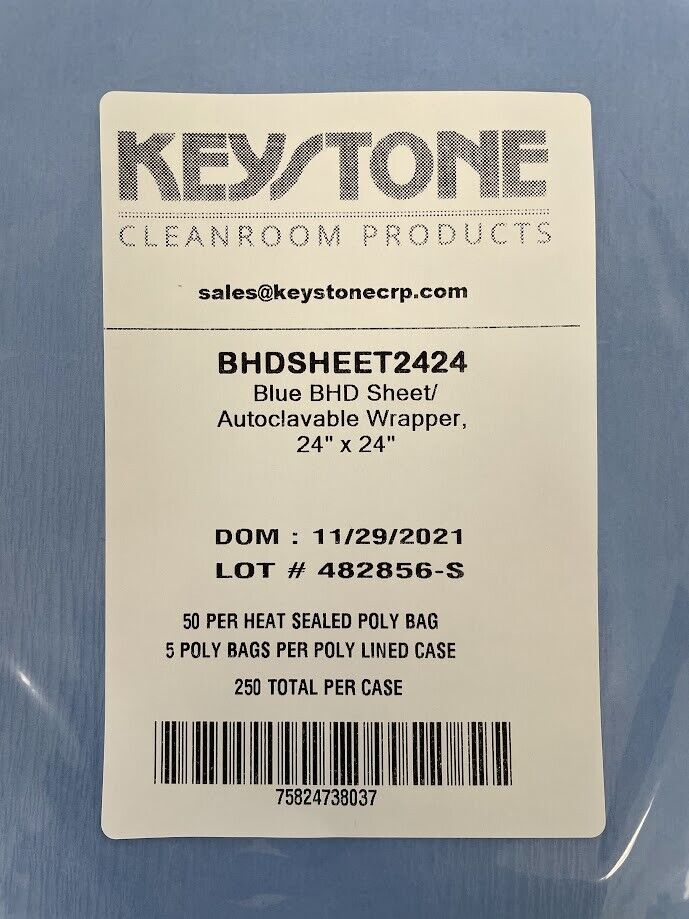 KEYSTONE
CLEANROOM PRODUCTS
sales@keystonecrp.com
BHDSHEET2424
Blue BHD Sheet/
Autoclavable Wrapper,
24" x 24"
DOM : 11/29/2021
LOT # 482856-S
50 PER HEAT SEALED POLY BAG
5 POLY BAGS PER POLY LINED CASE
250 TOTAL PER CASE
75824738037